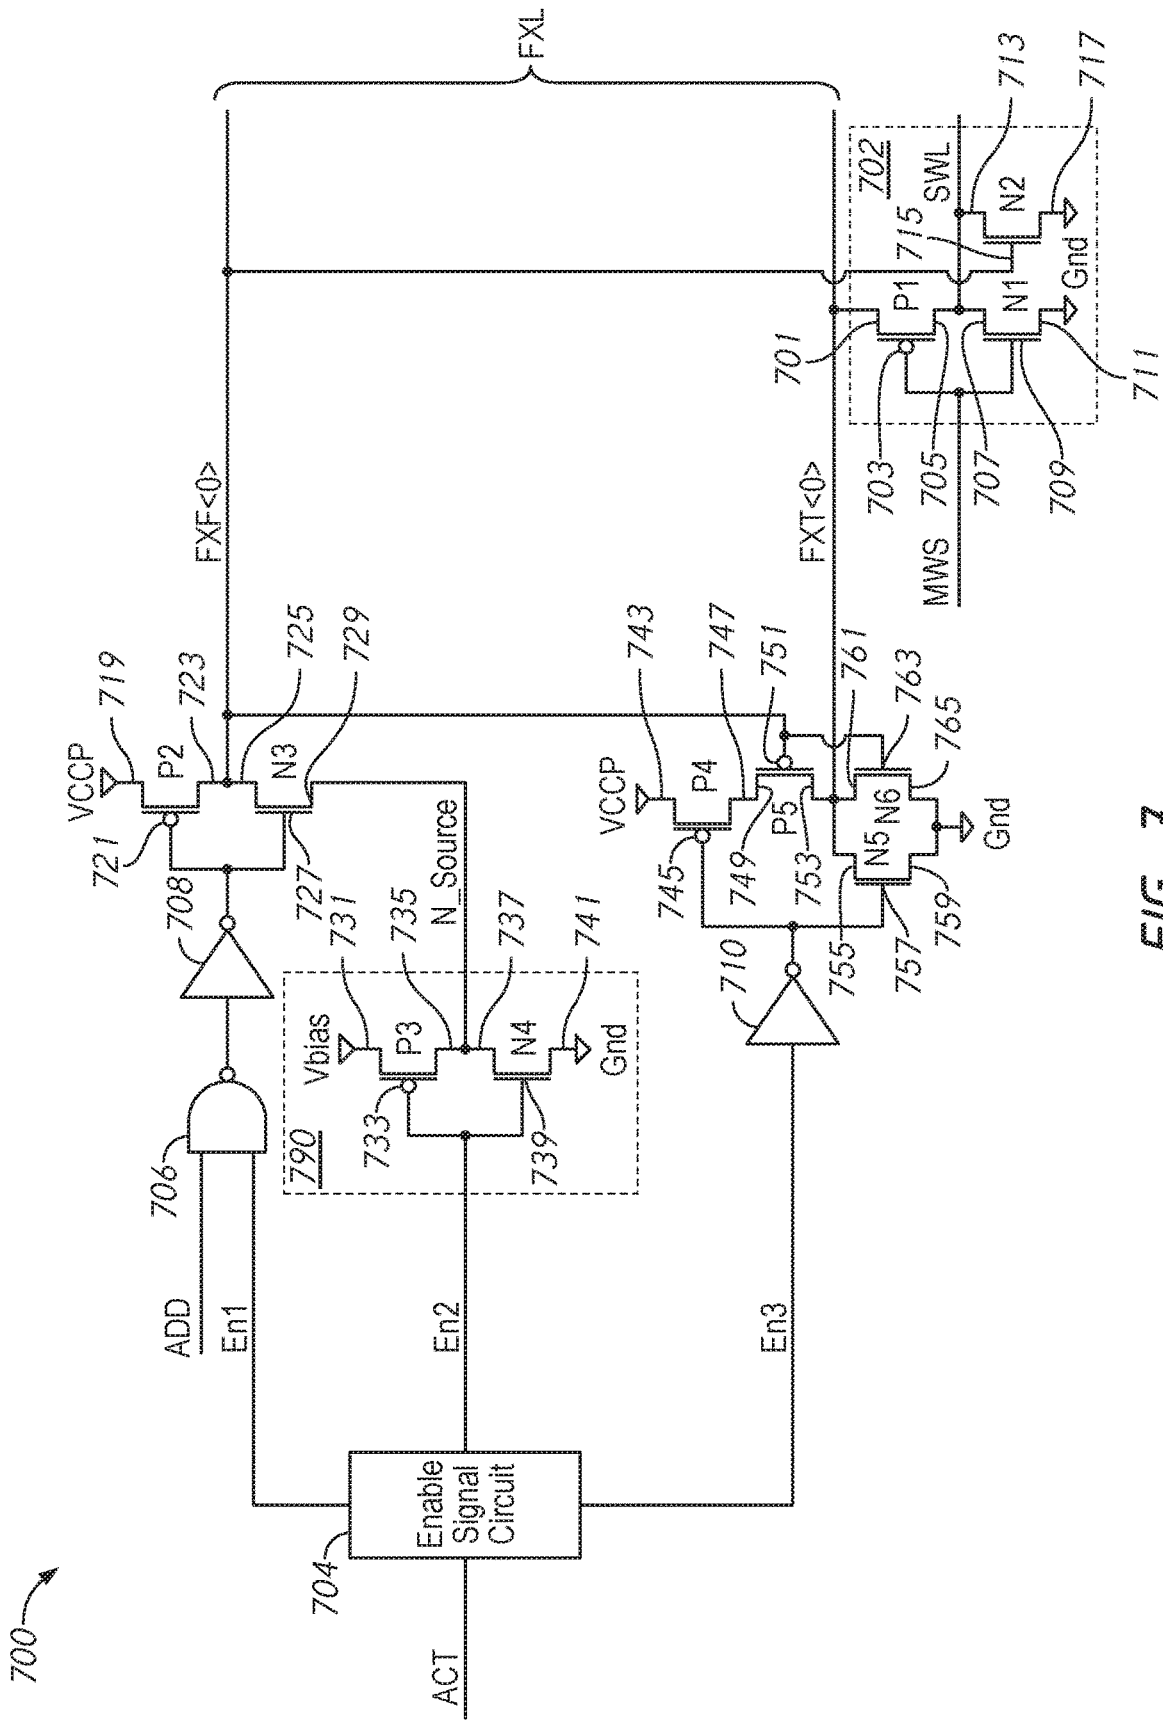 700
ACT
704
Enable
Signal
Circuit
ADD
En1
En2
En3
706
708
721
VCCP
719
P2
723
725
N3
727
729
FXF<0>
FXL
790
Vbias
731
733
P3
735
N_Source
737
N4
739
741
Gnd
710
745
VCCP
743
P4
747
749
P5
751
753
755
N5
757
759
N6
761
763
765
Gnd
FXT<0>
MWS
702
701
703
P1
705
707
N1
709
711
Gnd
SWL
713
715
N2
717
FIG. 7